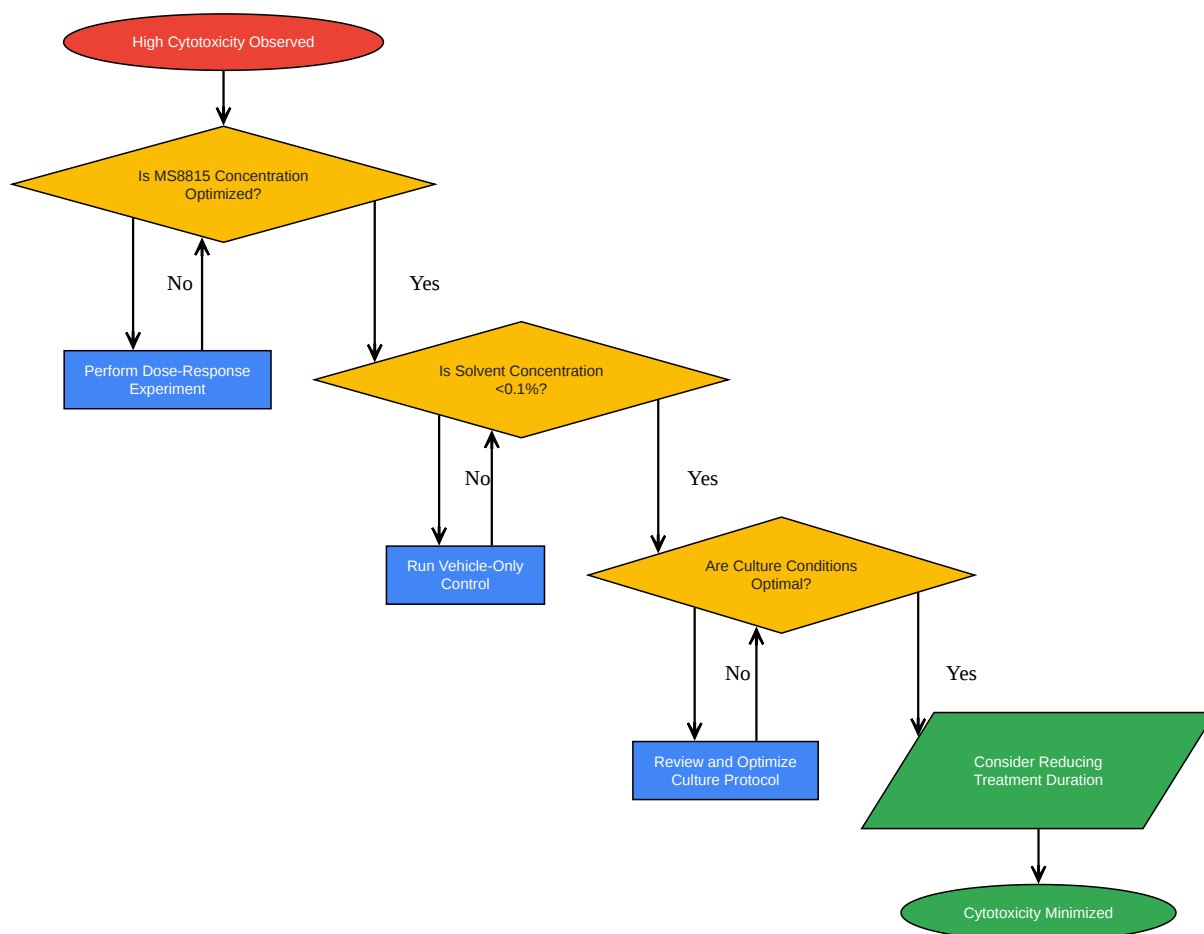 High Cytotoxicity Observed
Is MS8815 Concentration
Optimized?
No
Yes
Perform Dose-Response
Experiment
Is Solvent Concentration
<0.1%?
No
Yes
Run Vehicle-Only
Control
Are Culture Conditions
Optimal?
No
Yes
Review and Optimize
Culture Protocol
Consider Reducing
Treatment Duration
Cytotoxicity Minimized